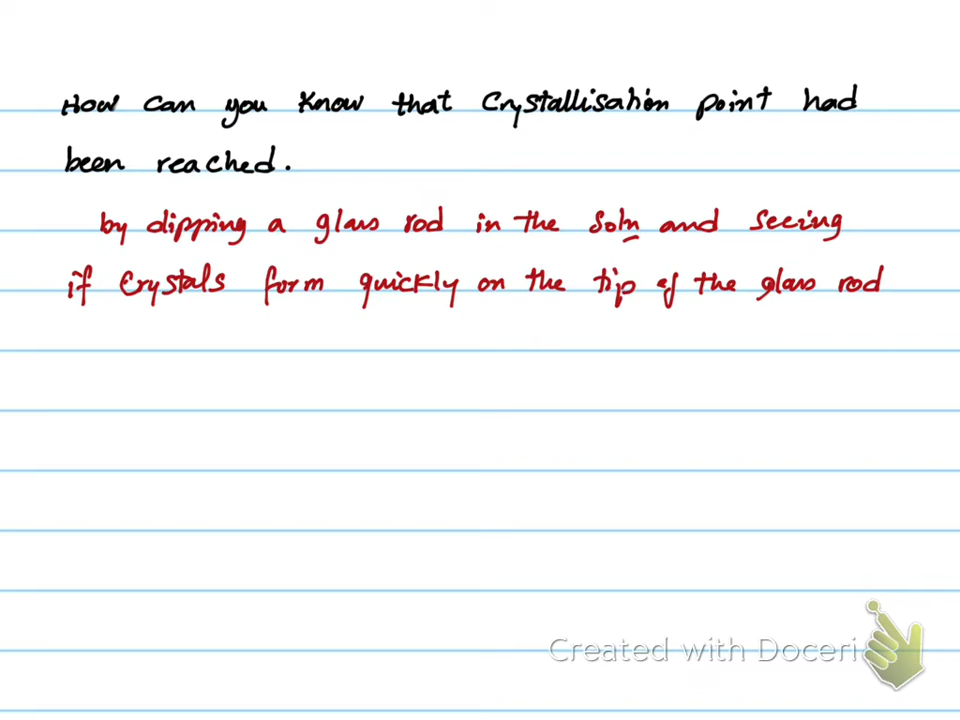 How can you know that Crystallisation point had
been reached.
by dipping a glass rod in the soln and seeing
if Crystals form quickly on the tip of the glass rod
Created with Doceri